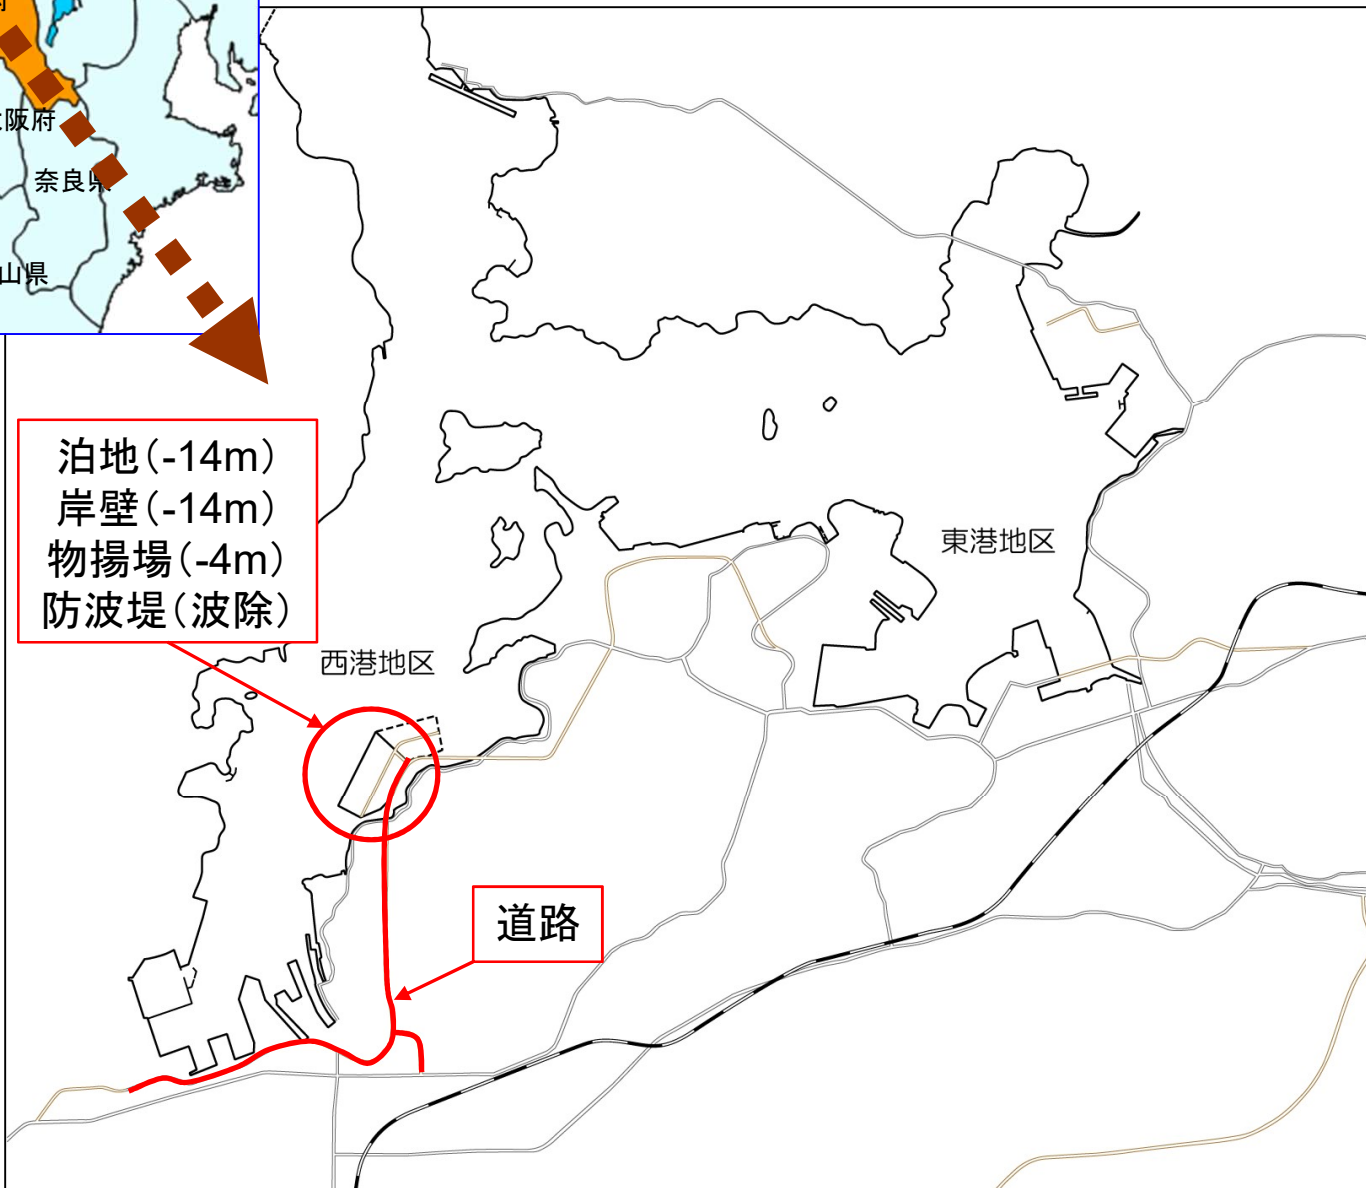 阪府
奈良県
山県
泊地(-14m)
岸壁(-14m)
物揚場(-4m)
防波堤(波除)
東港地区
西港地区
道路